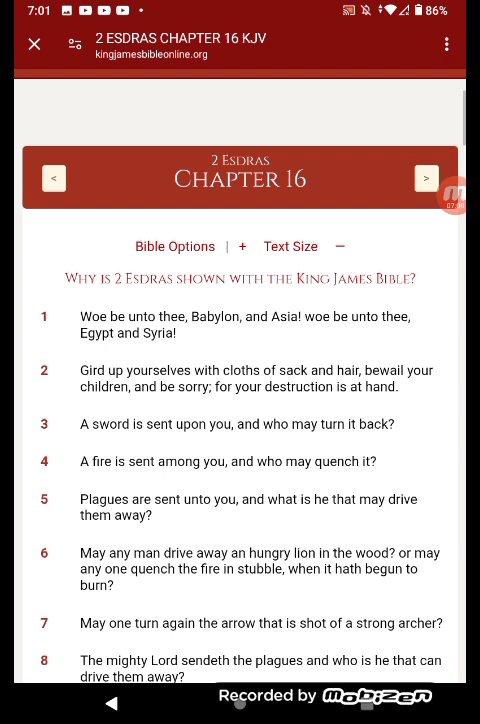 7:01 86%
2 ESDRAS CHAPTER 16 KJV
kingjamesbibleonline.org
2 Esdras
Chapter 16
< >
07:00
Bible Options | + Text Size −
Why is 2 Esdras shown with the King James Bible?
1 Woe be unto thee, Babylon, and Asia! woe be unto thee,
Egypt and Syria!
2 Gird up yourselves with cloths of sack and hair, bewail your
children, and be sorry; for your destruction is at hand.
3 A sword is sent upon you, and who may turn it back?
4 A fire is sent among you, and who may quench it?
5 Plagues are sent unto you, and what is he that may drive
them away?
6 May any man drive away an hungry lion in the wood? or may
any one quench the fire in stubble, when it hath begun to
burn?
7 May one turn again the arrow that is shot of a strong archer?
8 The mighty Lord sendeth the plagues and who is he that can
drive them away?
Recorded by Mobizen